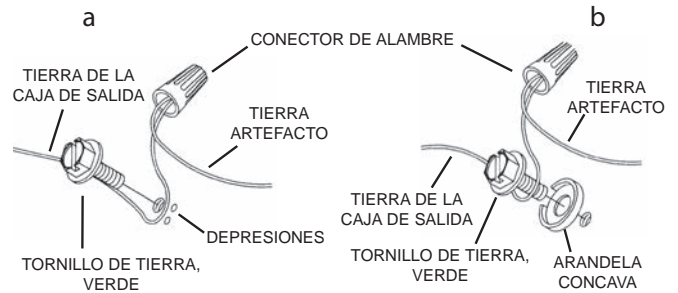 a
b
CONECTOR DE ALAMBRE
TIERRA DE LA
CAJA DE SALIDA
TIERRA
ARTEFACTO
TIERRA
ARTEFACTO
TIERRA DE LA
CAJA DE SALIDA
DEPRESIONES
TORNILLO DE TIERRA,
VERDE
TORNILLO DE TIERRA,
VERDE
ARANDELA
CONCAVA